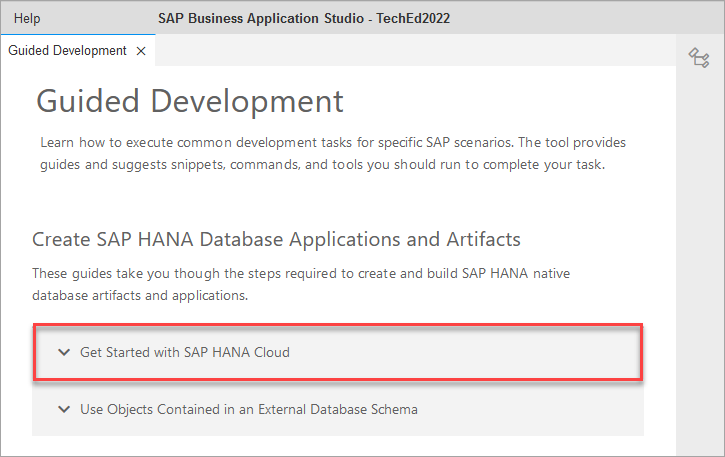 Help SAP Business Application Studio - TechEd2022
Guided Development ×
Guided Development
Learn how to execute common development tasks for specific SAP scenarios. The tool provides
guides and suggests snippets, commands, and tools you should run to complete your task.
Create SAP HANA Database Applications and Artifacts
These guides take you though the steps required to create and build SAP HANA native
database artifacts and applications.
Get Started with SAP HANA Cloud
Use Objects Contained in an External Database Schema